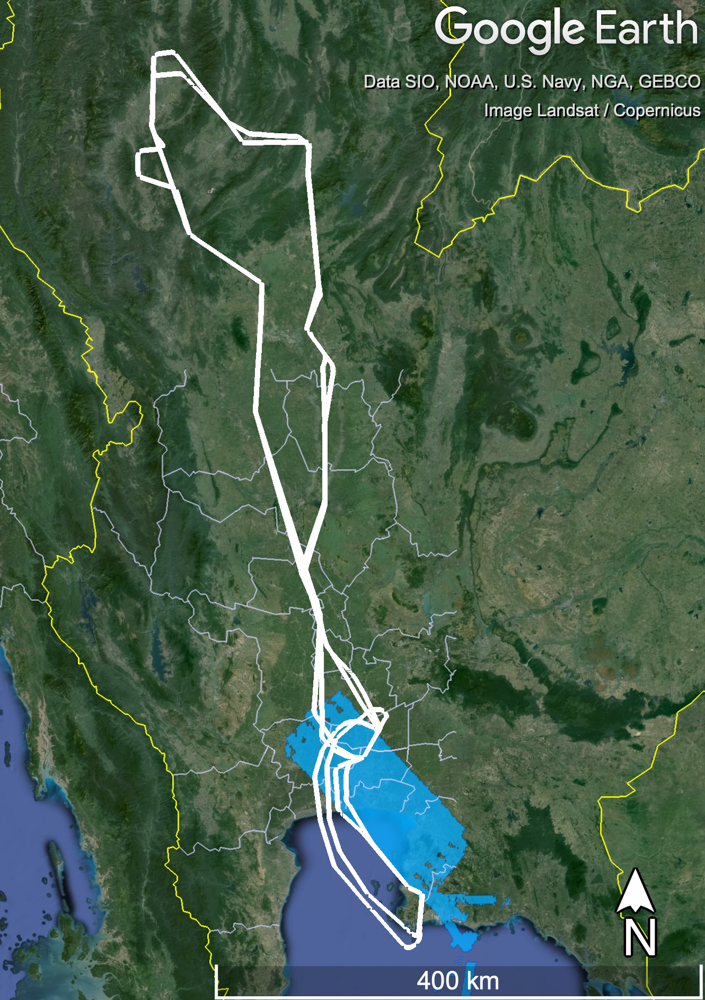 Google Earth
Data SIO, NOAA, U.S. Navy, NGA, GEBCO
Image Landsat / Copernicus
N
400 km